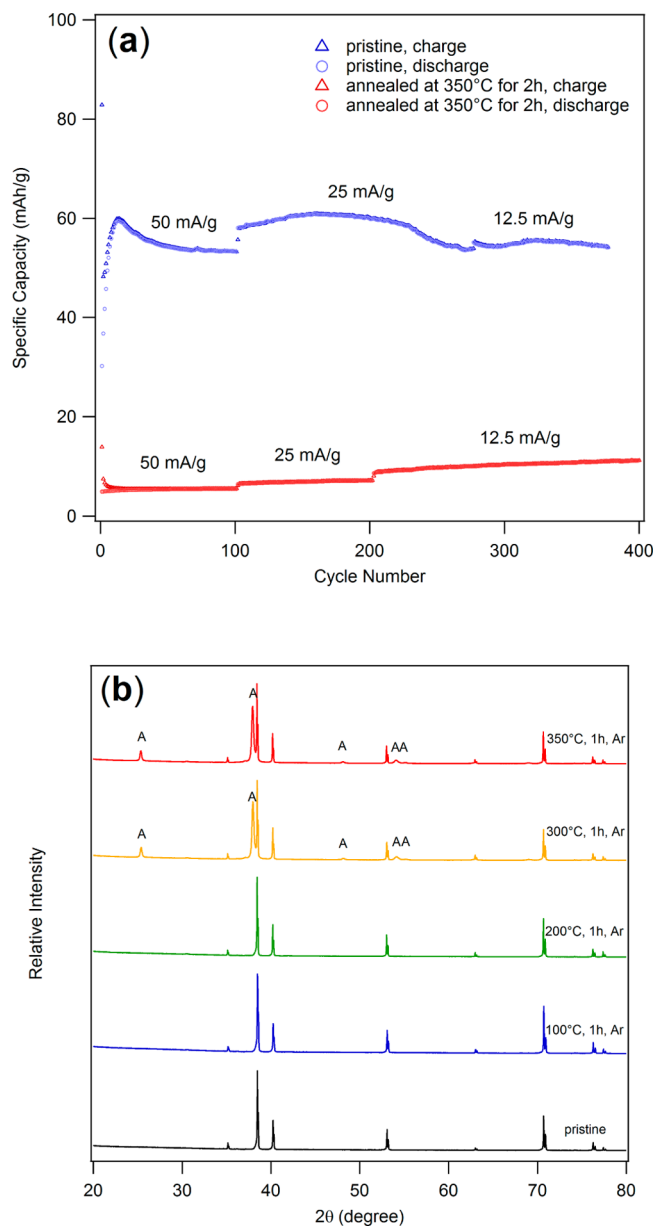 (a)
pristine, charge
pristine, discharge
annealed at 350°C for 2h, charge
annealed at 350°C for 2h, discharge
100
80
60
40
20
0
Specific Capacity (mAh/g)
50 mA/g
25 mA/g
12.5 mA/g
50 mA/g
25 mA/g
12.5 mA/g
0
100
200
300
400
Cycle Number
(b)
Relative Intensity
A
A
A
AA
350°C, 1h, Ar
A
A
A
AA
300°C, 1h, Ar
200°C, 1h, Ar
100°C, 1h, Ar
pristine
20
30
40
50
60
70
80
2θ (degree)